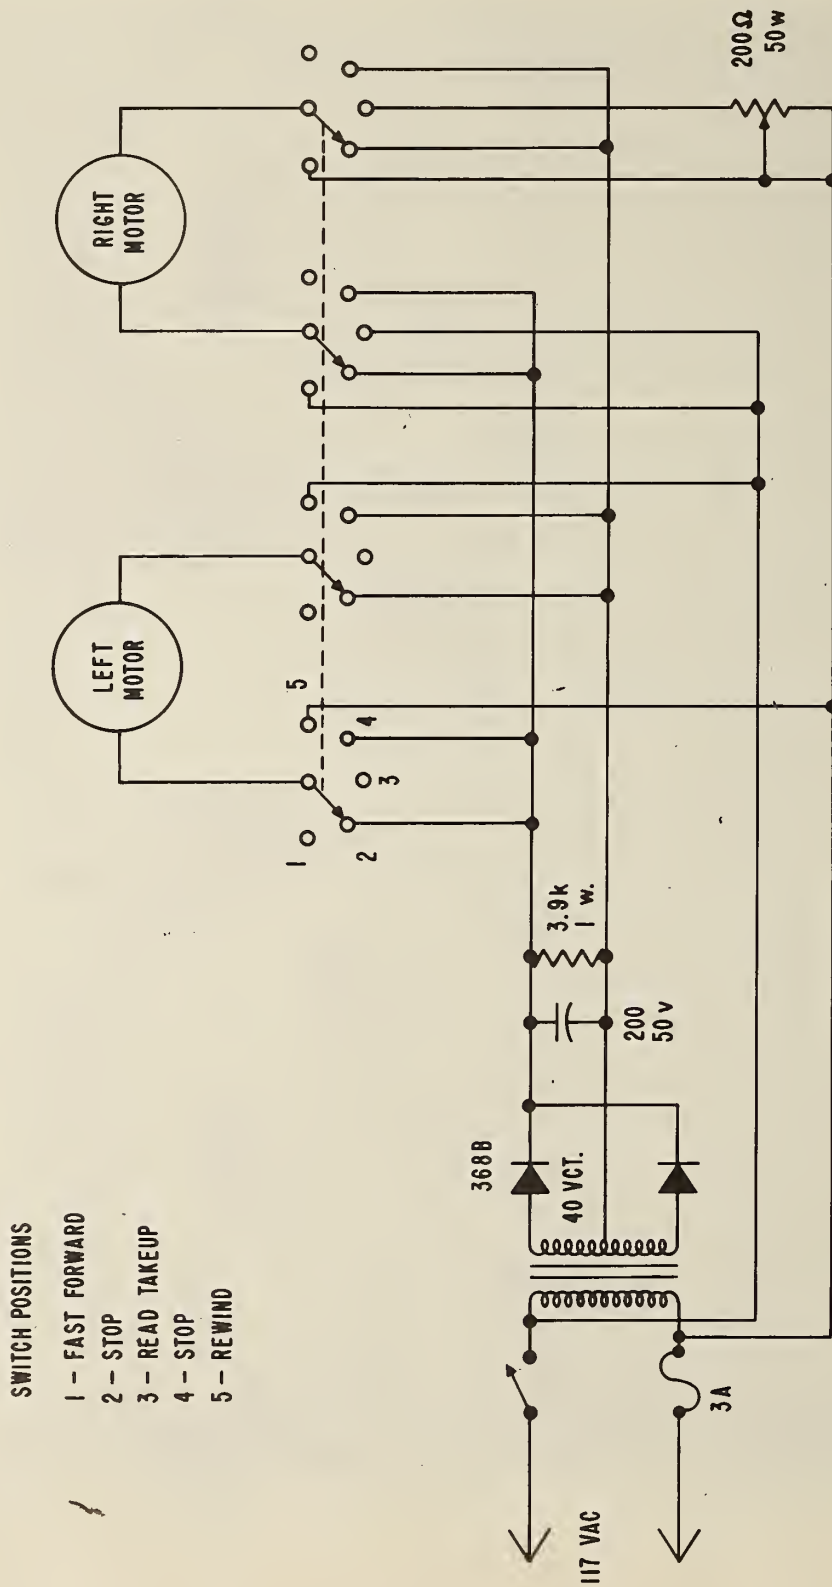 SWITCH POSITIONS
1 - FAST FORWARD
2 - STOP
3 - READ TAKEUP
4 - STOP
5 - REWIND
LEFT
MOTOR
RIGHT
MOTOR
1
2
3
4
5
368B
40 VCT.
200
50 v
3.9k
1 w.
200Ω
50 w
117 VAC
3A